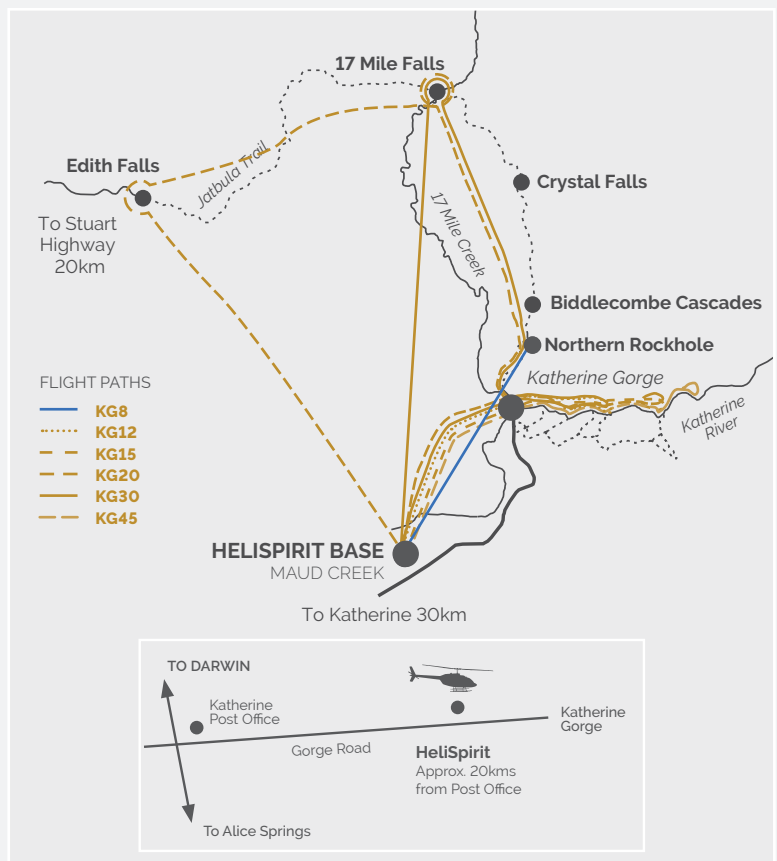 17 Mile Falls
Edith Falls
Jatbula Trail
Crystal Falls
To Stuart
Highway
20km
17 Mile Creek
Biddlecombe Cascades
Northern Rockhole
Katherine Gorge
Katherine
River
FLIGHT PATHS
KG8
KG12
KG15
KG20
KG30
KG45
HELISPIRIT BASE
MAUD CREEK
To Katherine 30km
TO DARWIN
Katherine
Post Office
Katherine
Gorge
Gorge Road
HeliSpirit
Approx. 20kms
from Post Office
To Alice Springs